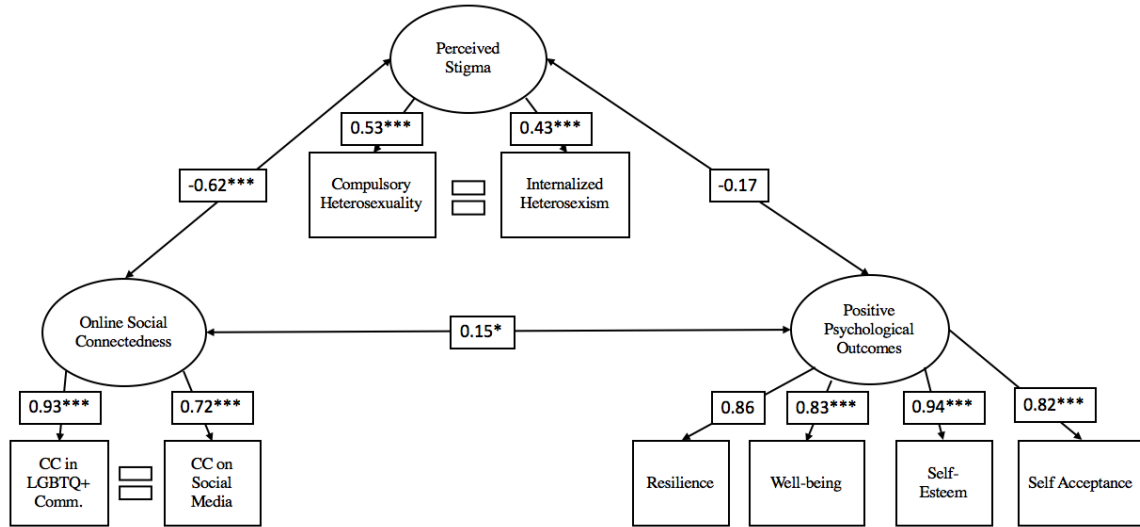 Perceived
Stigma
0.53***
0.43***
-0.62***
-0.17
Compulsory
Heterosexuality
Internalized
Heterosexism
Online Social
Connectedness
0.15*
Positive
Psychological
Outcomes
0.93***
0.72***
0.86
0.83***
0.94***
0.82***
CC in
LGBTQ+
Comm.
CC on
Social
Media
Resilience
Well-being
Self-
Esteem
Self Acceptance